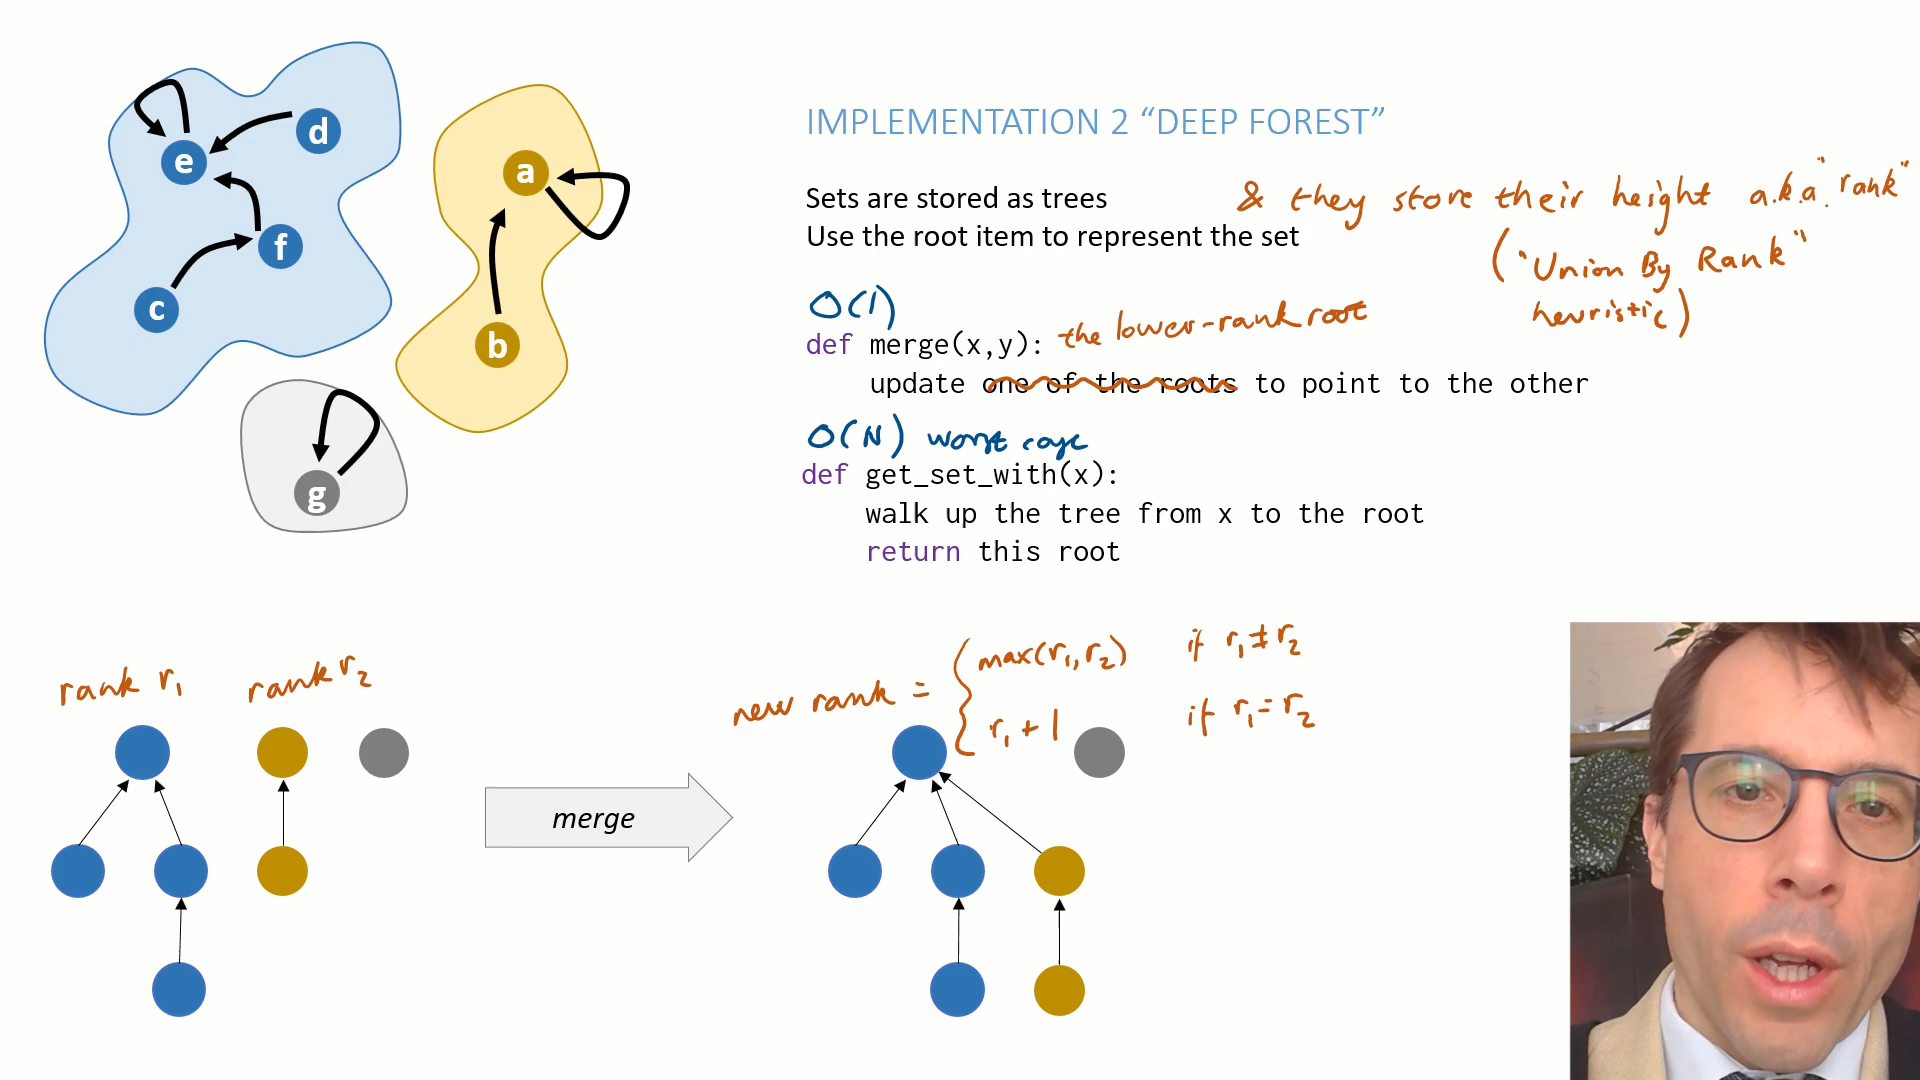 IMPLEMENTATION 2 “DEEP FOREST”
Sets are stored as trees
& they store their height a.k.a. "rank"
Use the root item to represent the set
("Union By Rank"
heuristic)
O(1)
the lower-rank root
def merge(x,y):
update one of the roots to point to the other
O(N) worst case
def get_set_with(x):
walk up the tree from x to the root
return this root
e
d
f
c
a
b
g
rank r₁
rank r₂
merge
new rank = { max(r₁,r₂) if r₁≠r₂
r₁+1 if r₁=r₂